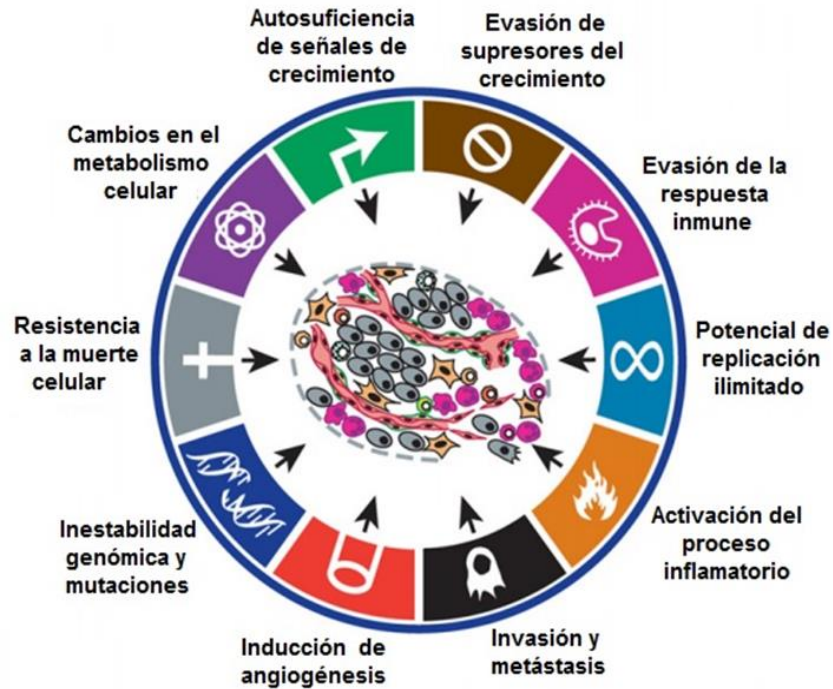 Autosuficiencia
de señales de
crecimiento
Evasión de
supresores del
crecimiento
Evasión de la
respuesta
inmune
Potencial de
replicación
ilimitado
Activación del
proceso
inflamatorio
Invasión y
metástasis
Inducción de
angiogénesis
Inestabilidad
genómica y
mutaciones
Resistencia
a la muerte
celular
Cambios en el
metabolismo
celular